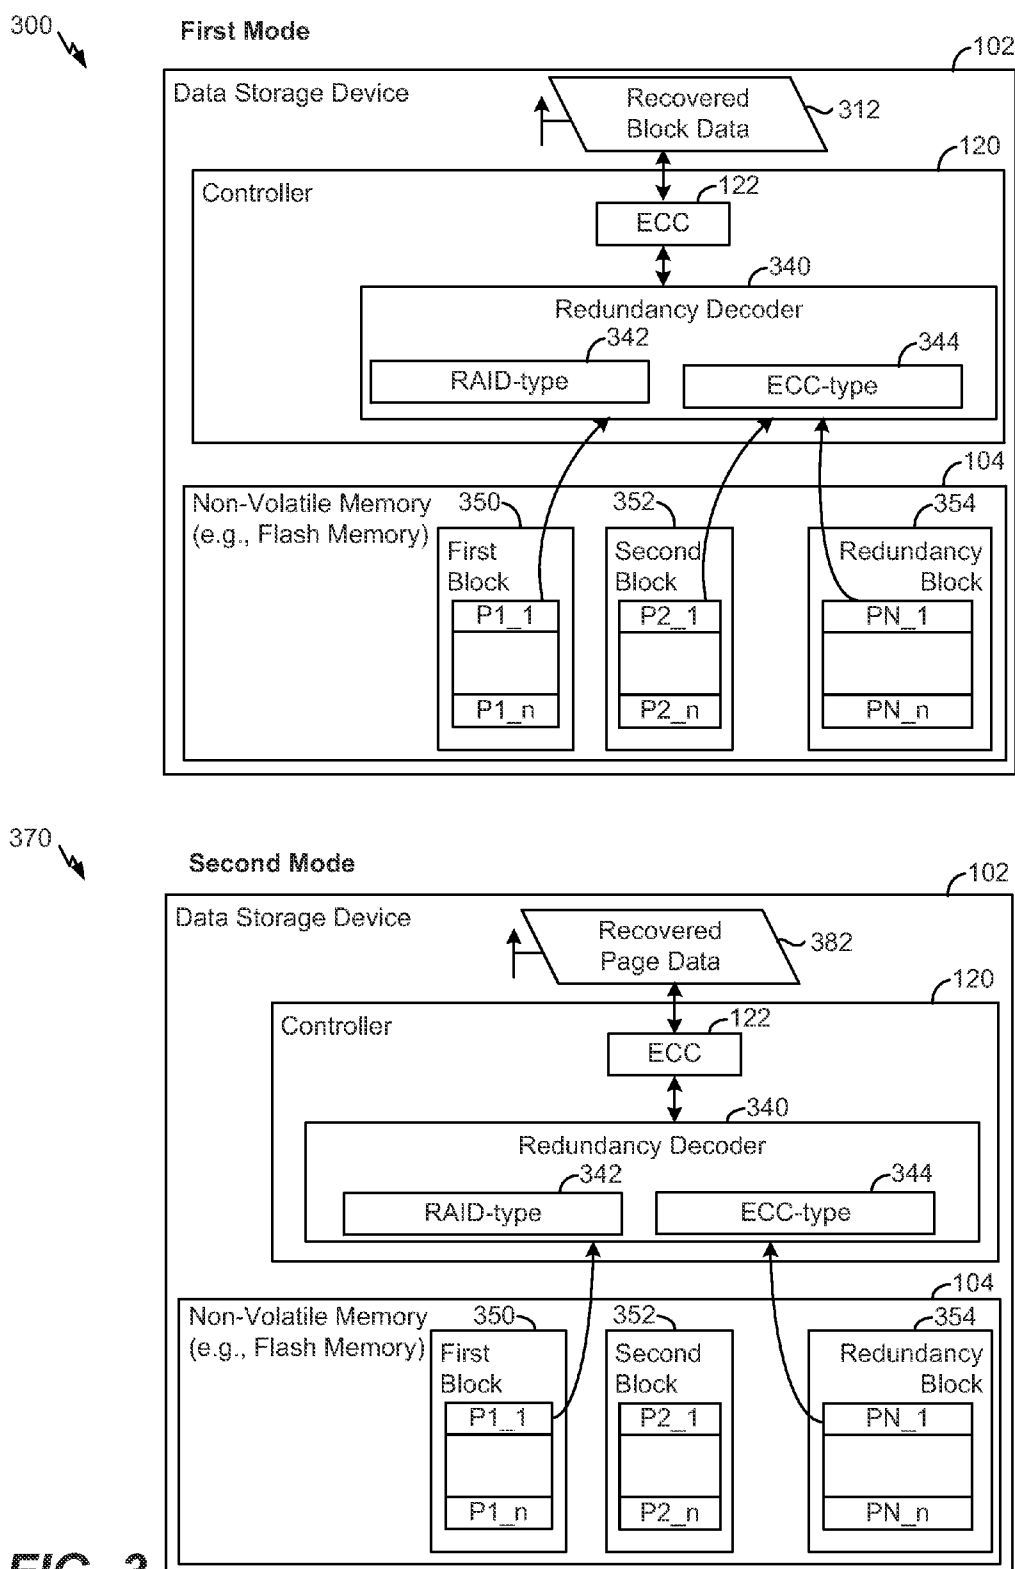 300
First Mode
102
Data Storage Device
Recovered
Block Data
312
120
Controller
122
ECC
340
Redundancy Decoder
342
344
RAID-type
ECC-type
104
Non-Volatile Memory
(e.g., Flash Memory)
350
352
354
First
Block
Second
Block
Redundancy
Block
P1_1
P2_1
PN_1
P1_n
P2_n
PN_n
370
Second Mode
102
Data Storage Device
Recovered
Page Data
382
120
Controller
122
ECC
340
Redundancy Decoder
342
344
RAID-type
ECC-type
104
Non-Volatile Memory
(e.g., Flash Memory)
350
352
354
First
Block
Second
Block
Redundancy
Block
P1_1
P2_1
PN_1
P1_n
P2_n
PN_n
FIG. 3